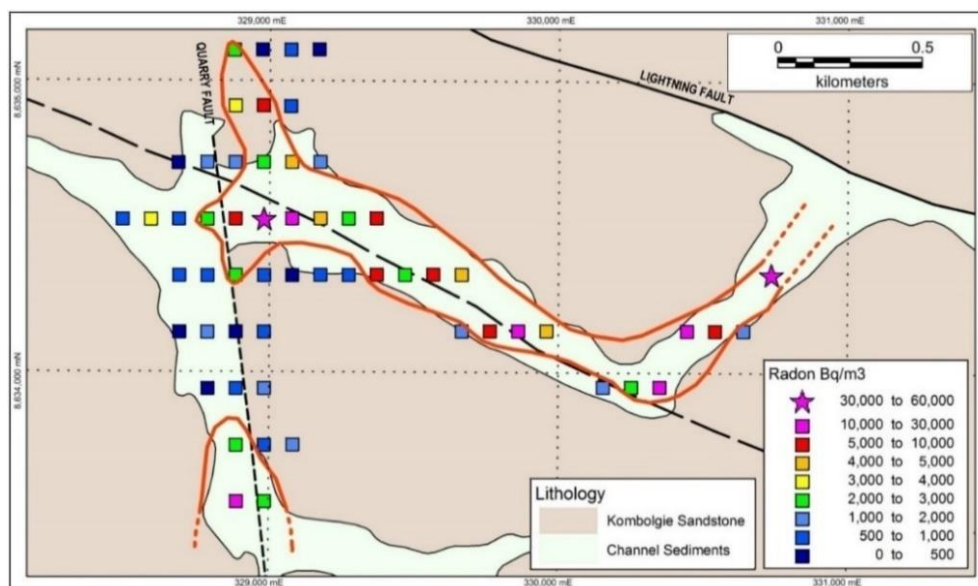 329,000 mE 330,000 mE 331,000 mE
QUARRY FAULT
LIGHTNING FAULT
0 0.5
kilometers
8,635,000 mN
8,634,000 mN
Radon Bq/m3
30,000 to 60,000
10,000 to 30,000
5,000 to 10,000
4,000 to 5,000
3,000 to 4,000
2,000 to 3,000
1,000 to 2,000
500 to 1,000
0 to 500
Lithology
Kombolgie Sandstone
Channel Sediments
329,000 mE 330,000 mE 331,000 mE